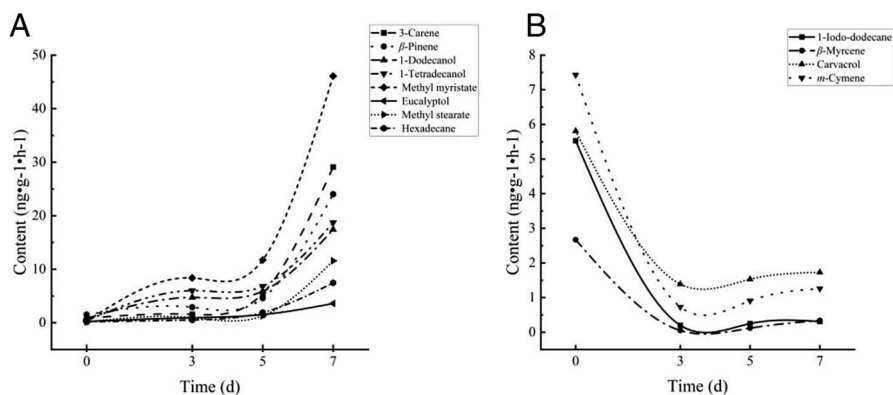 A
3-Carene
β-Pinene
1-Dodecanol
1-Tetradecanol
Methyl myristate
Eucalyptol
Methyl stearate
Hexadecane
50
40
30
20
10
0
Content (ng•g-1•h-1)
0 3 5 7
Time (d)
B
1-Iodo-dodecane
β-Myrcene
Carvacrol
m-Cymene
8
7
6
5
4
3
2
1
0
Content (ng•g-1•h-1)
0 3 5 7
Time (d)